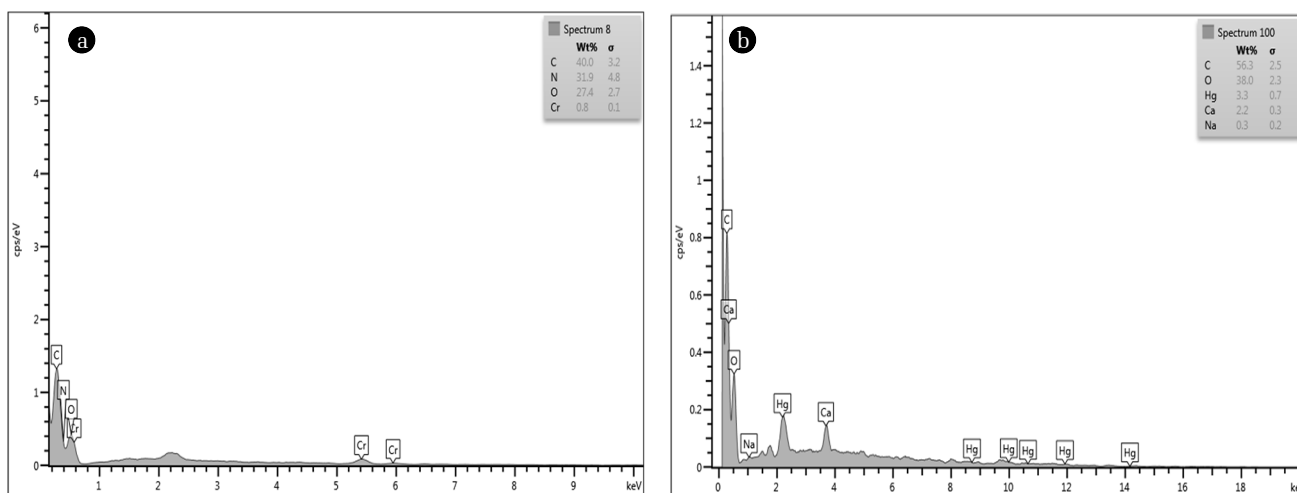 a
Spectrum 8
Wt% σ
C 40.0 3.2
N 31.9 4.8
O 27.4 2.7
Cr 0.8 0.1
6
5
4
3
2
1
0
cps/eV
C
N
O
Cr
Cr
Cr
1 2 3 4 5 6 7 8 9 keV
b
Spectrum 100
Wt% σ
C 56.3 2.5
O 38.0 2.3
Hg 3.3 0.7
Ca 2.2 0.3
Na 0.3 0.2
1.4
1.2
1
0.8
0.6
0.4
0.2
0
cps/eV
C
Ca
O
Na
Hg
Ca
Hg
Hg
Hg
Hg
Hg
0 2 4 6 8 10 12 14 16 18 ke